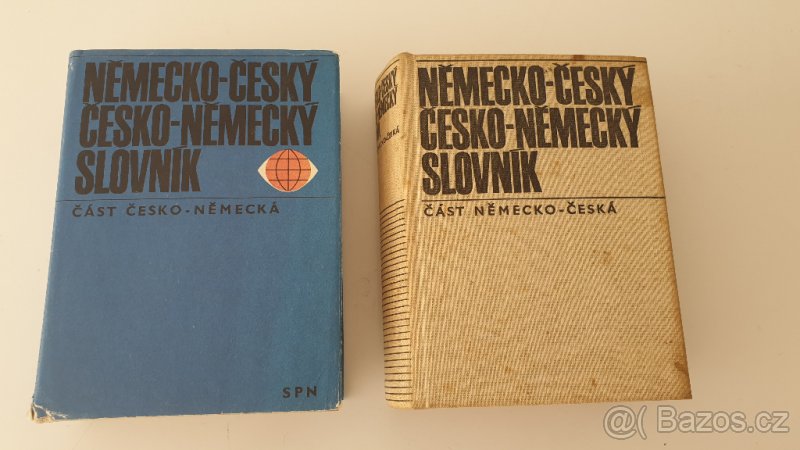 NĚMECKO-ČESKÝ
ČESKO-NĚMECKÝ
SLOVNÍK
ČÁST ČESKO-NĚMECKÁ
SPN
NĚMECKO-ČESKÝ
ČESKO-NĚMECKÝ
SLOVNÍK
ČÁST NĚMECKO-ČESKÁ
@( Bazos.cz